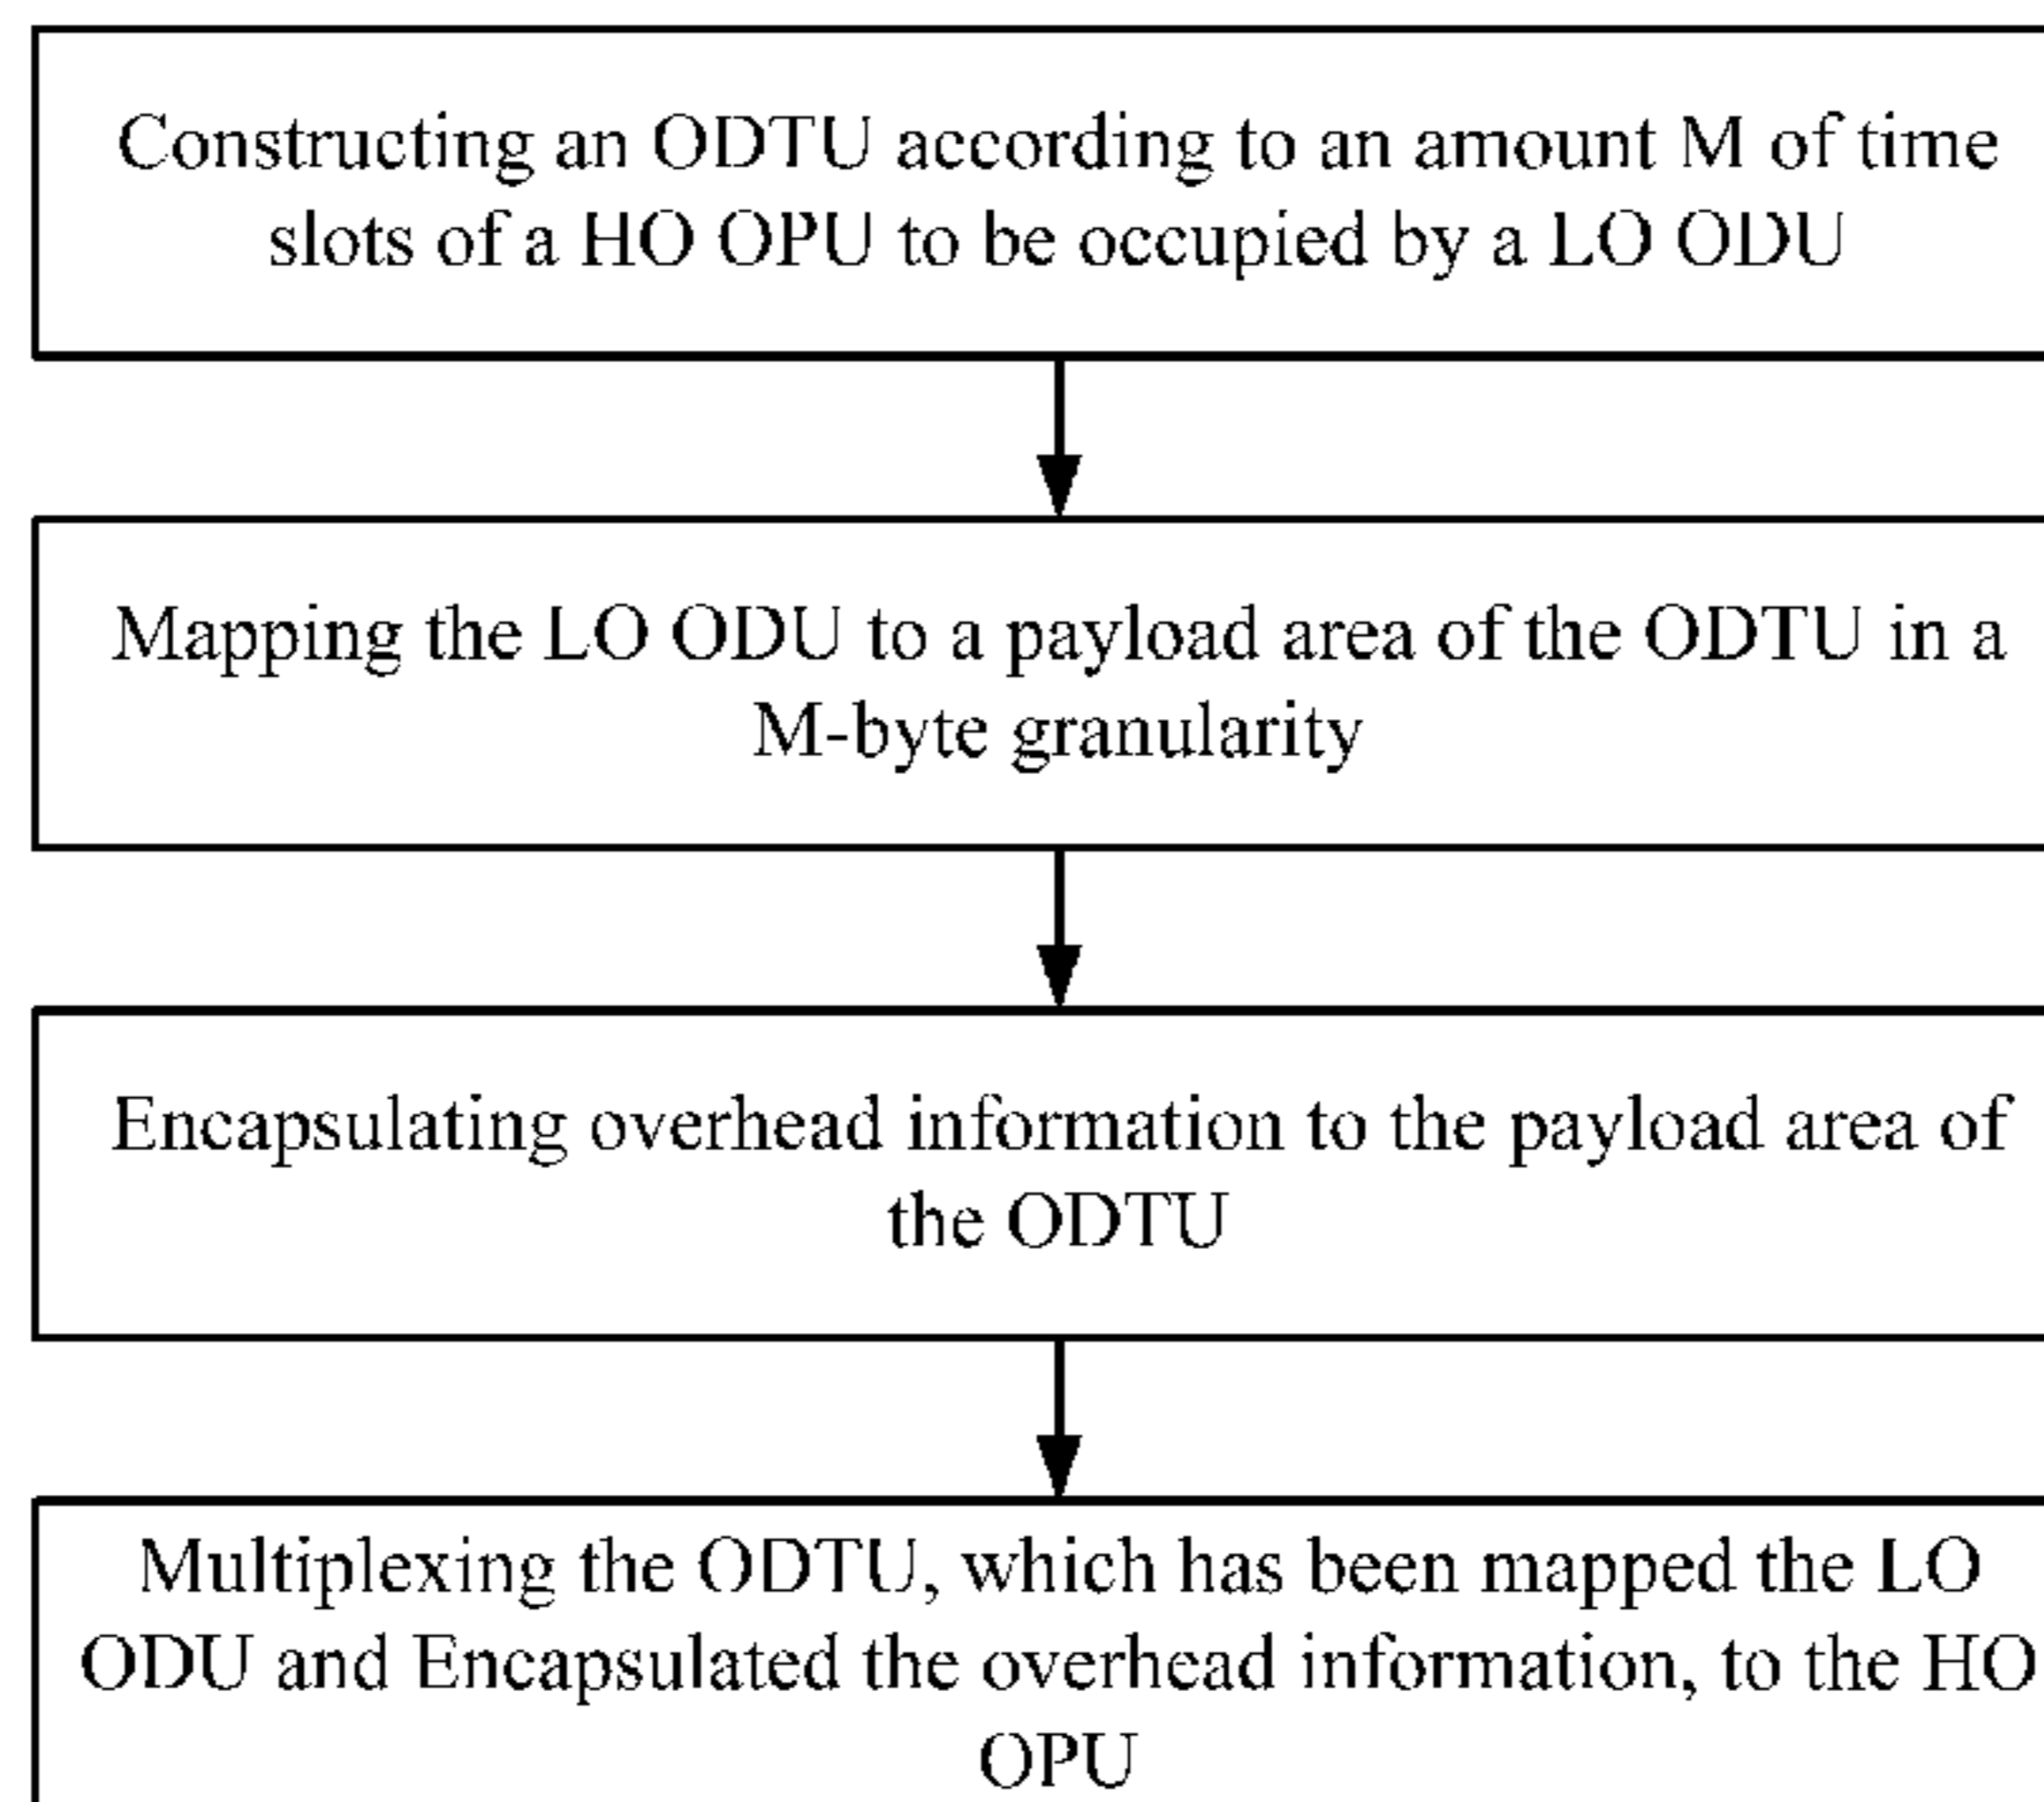 Constructing an ODTU according to an amount M of time
slots of a HO OPU to be occupied by a LO ODU
Mapping the LO ODU to a payload area of the ODTU in a
M-byte granularity
Encapsulating overhead information to the payload area of
the ODTU
Multiplexing the ODTU, which has been mapped the LO
ODU and Encapsulated the overhead information, to the HO
OPU